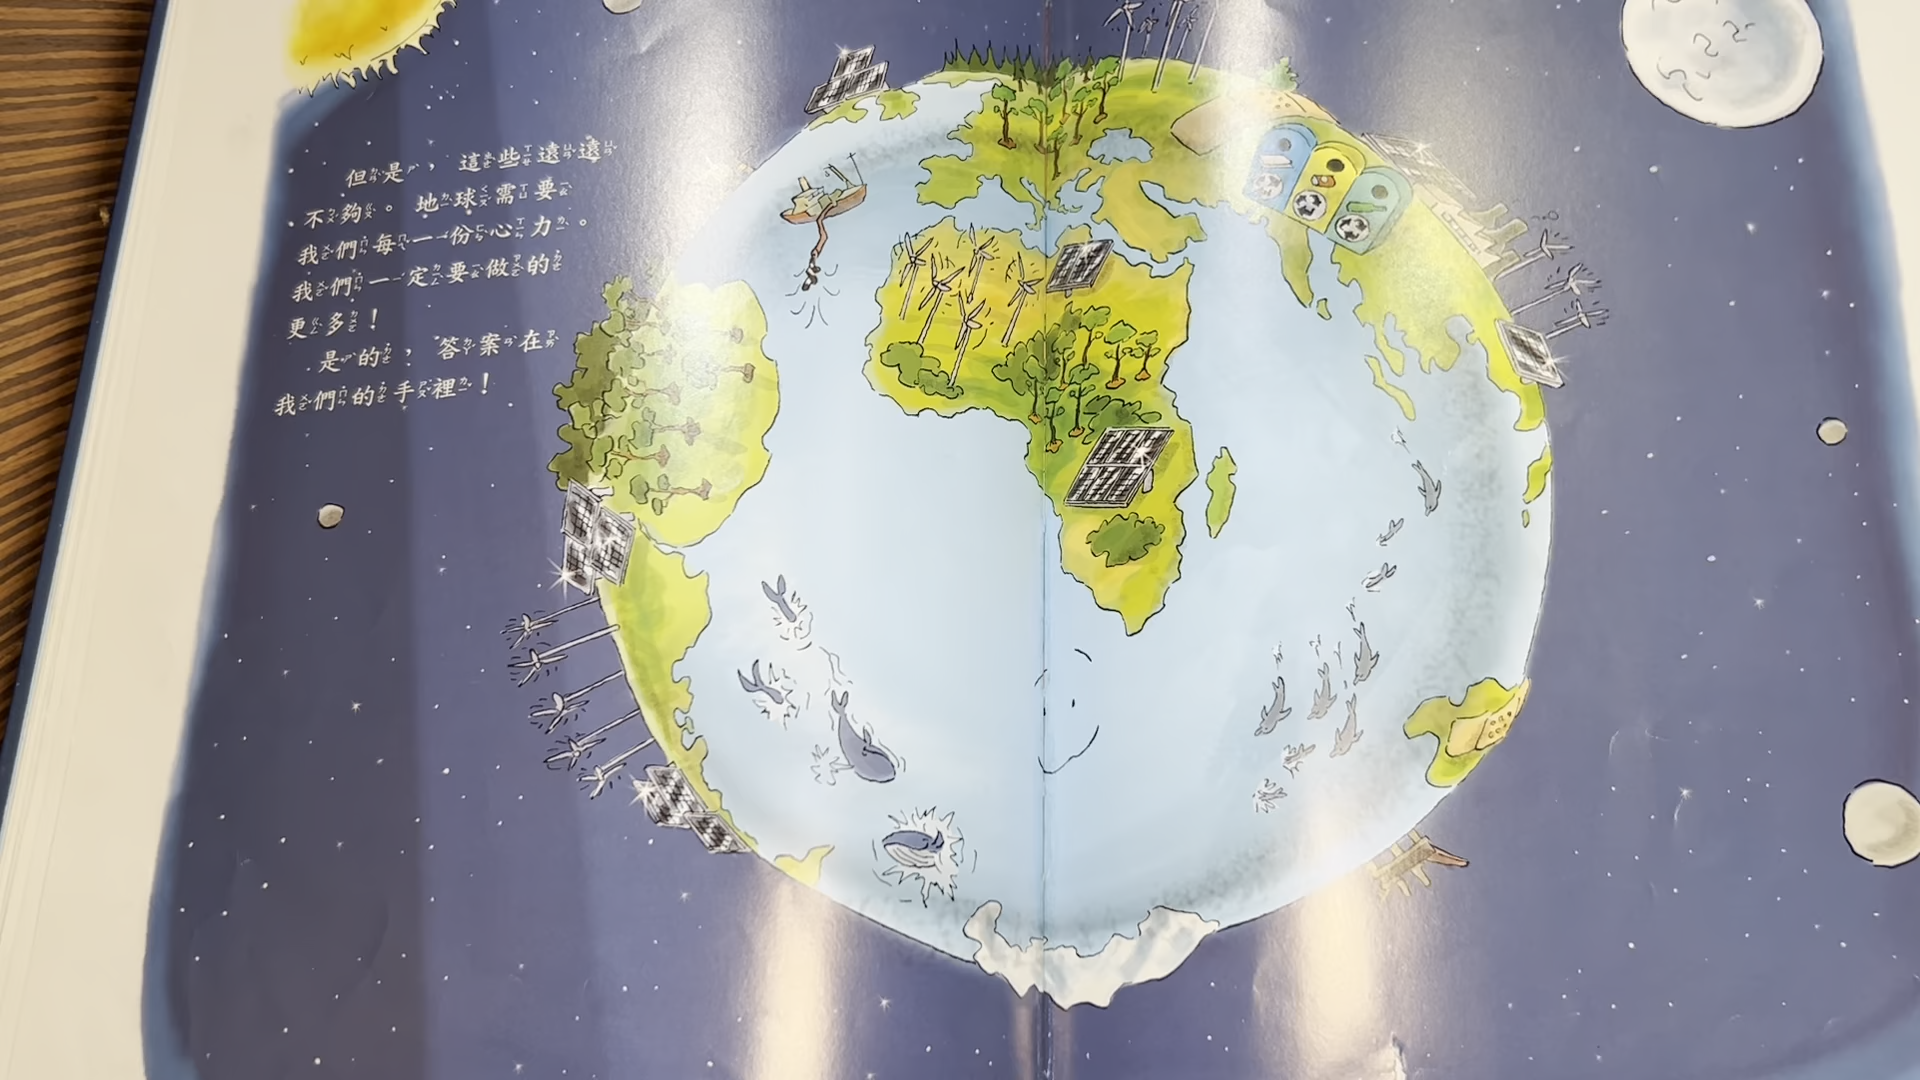 但是，這些遠遠
不夠。地球需要
我們每一份心力。
我們一定要做的
更多！
是的，答案在
我們的手裡！